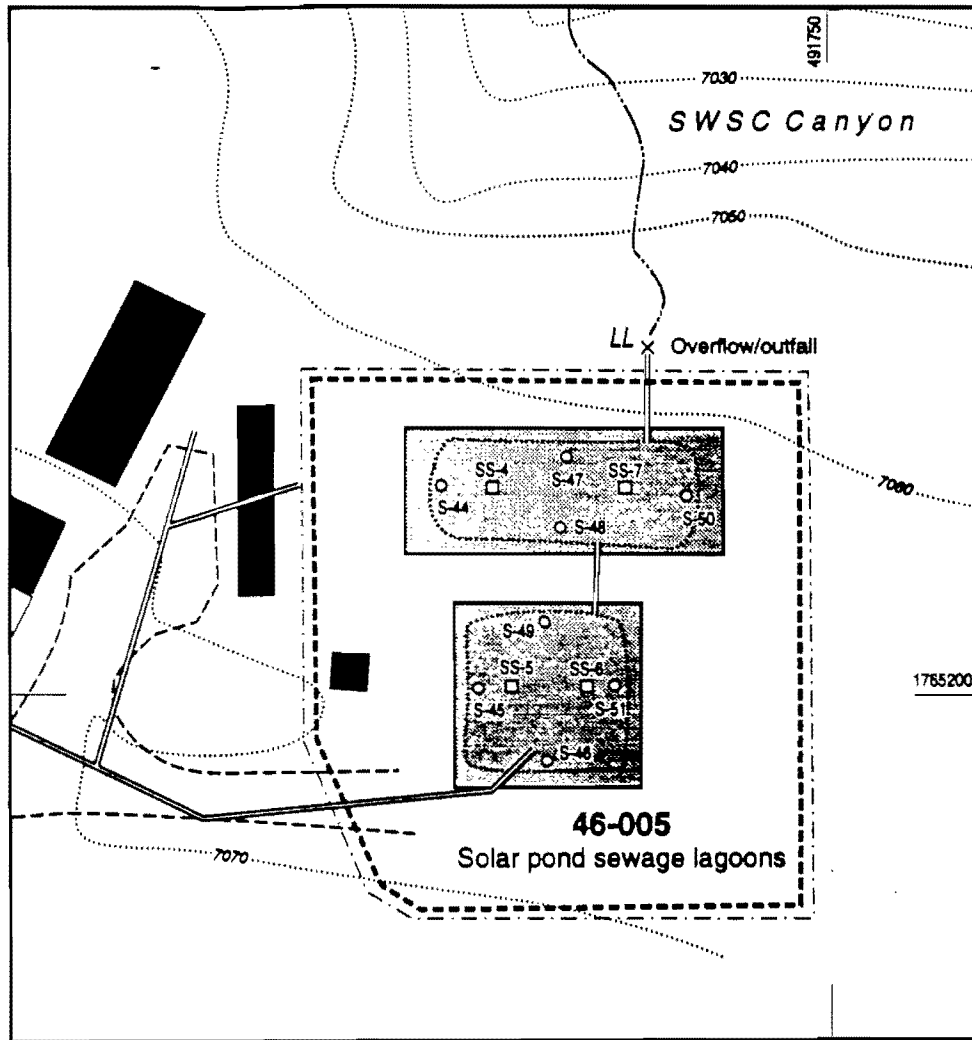 491750
7030
SWSC Canyon
7040
7050
LL Overflow/outfall
7060
SS-4
S-47
SS-7
S-44
S-50
S-48
S-49
SS-5
SS-6
S-45
S-51
S-46
1765200
46-005
Solar pond sewage lagoons
7070